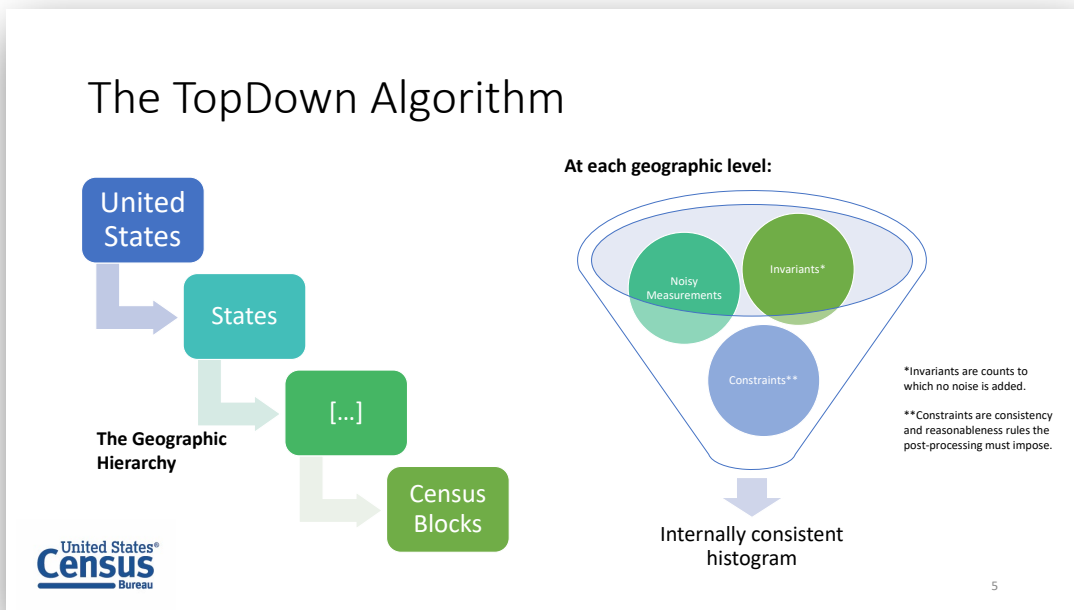 The TopDown Algorithm
United
States
States
[…]
Census
Blocks
The Geographic
Hierarchy
At each geographic level:
Noisy
Measurements
Invariants*
Constraints**
Internally consistent
histogram
*Invariants are counts to
which no noise is added.
**Constraints are consistency
and reasonableness rules the
post-processing must impose.
United States®
Census
Bureau
5